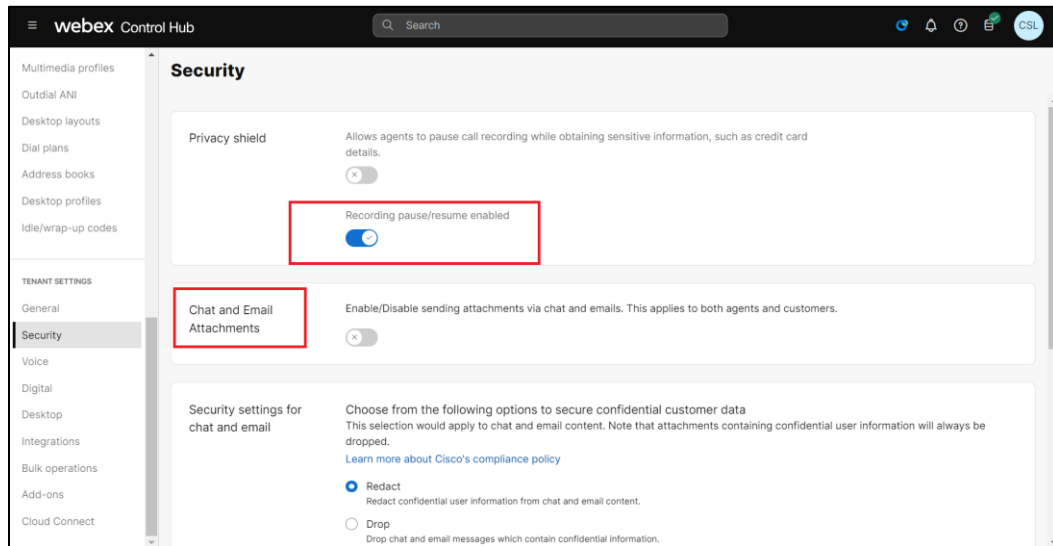 webex Control Hub
Search
CSL
Multimedia profiles
Outdial ANI
Desktop layouts
Dial plans
Address books
Desktop profiles
Idle/wrap-up codes
TENANT SETTINGS
General
Security
Voice
Digital
Desktop
Integrations
Bulk operations
Add-ons
Cloud Connect
Security
Privacy shield
Allows agents to pause call recording while obtaining sensitive information, such as credit card
details.
Recording pause/resume enabled
Chat and Email
Attachments
Enable/Disable sending attachments via chat and emails. This applies to both agents and customers.
Security settings for
chat and email
Choose from the following options to secure confidential customer data
This selection would apply to chat and email content. Note that attachments containing confidential user information will always be
dropped.
Learn more about Cisco's compliance policy
Redact
Redact confidential user information from chat and email content.
Drop
Drop chat and email messages which contain confidential information.